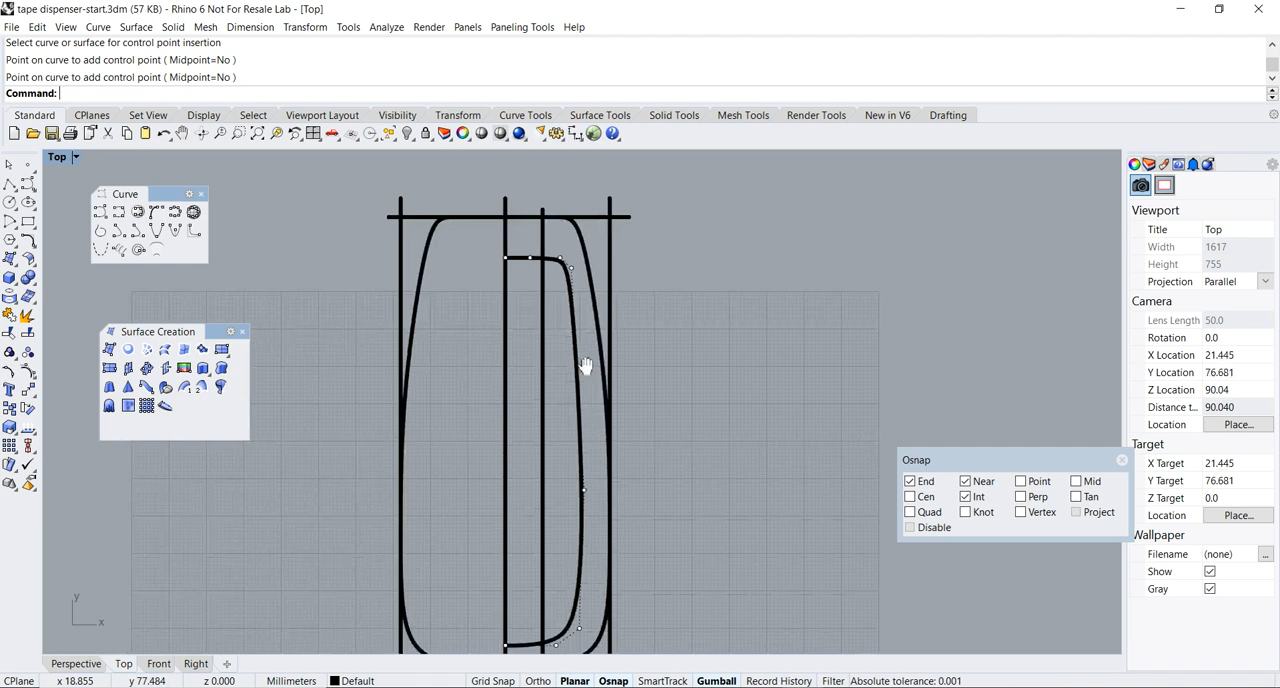 tape dispenser-start.3dm (57 KB) - Rhino 6 Not For Resale Lab - [Top]
File Edit View Curve Surface Solid Mesh Dimension Transform Tools Analyze Render Panels Paneling Tools Help
Select curve or surface for control point insertion
Point on curve to add control point ( Midpoint=No )
Point on curve to add control point ( Midpoint=No )
Command:
Standard CPlanes Set View Display Select Viewport Layout Visibility Transform Curve Tools Surface Tools Solid Tools Mesh Tools Render Tools New in V6 Drafting
Top
Curve
Surface Creation
Viewport
Title Top
Width 1617
Height 755
Projection Parallel
Camera
Lens Length 50.0
Rotation 0.0
X Location 21.445
Y Location 76.681
Z Location 90.04
Distance t... 90.040
Location Place...
Target
X Target 21.445
Y Target 76.681
Z Target 0.0
Location Place...
Wallpaper
Filename (none) ...
Show
Gray
Osnap
End Near Point Mid
Cen Int Perp Tan
Quad Knot Vertex Project
Disable
y
x
Perspective Top Front Right
CPlane x 18.855 y 77.484 z 0.000 Millimeters Default Grid Snap Ortho Planar Osnap SmartTrack Gumball Record History Filter Absolute tolerance: 0.001